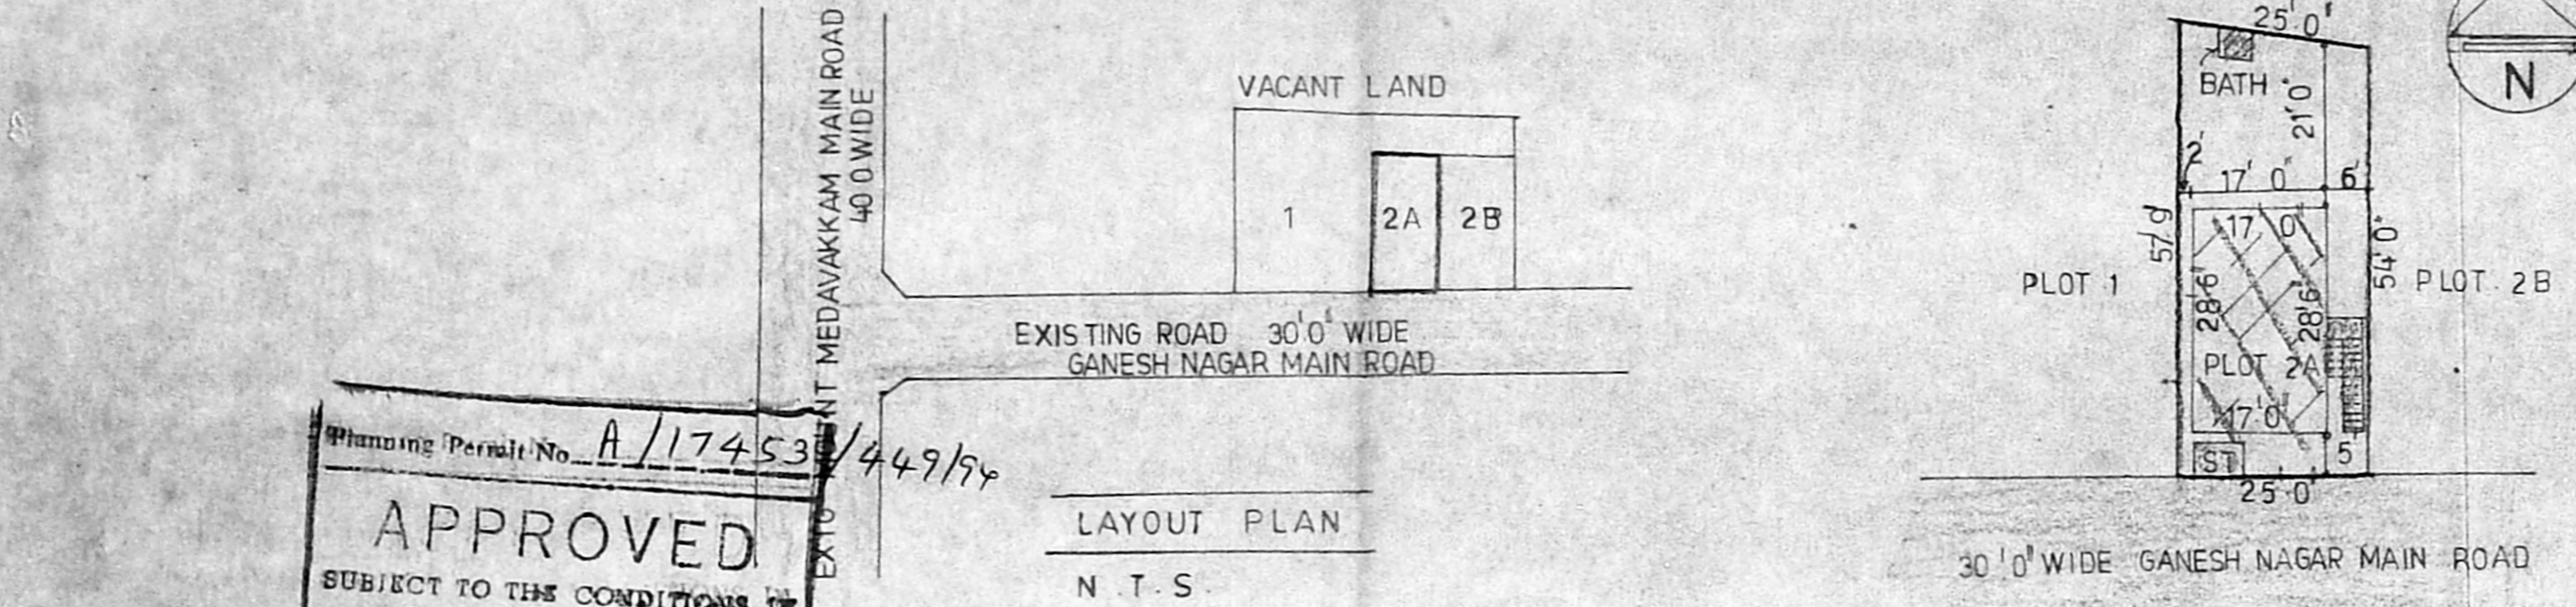 VACANT LAND
1
2A
2B
MEDAVAKKAM MAIN ROAD
40 0 WIDE
EXISTING ROAD 30'0" WIDE
GANESH NAGAR MAIN ROAD
Planning Permit No. A/17453/449/94
APPROVED
SUBJECT TO THE CONDITIONS
LAYOUT PLAN
N.T.S.
25'0"
BATH
21'0"
2'
17'0"
6'
17'0"
57'9
28'6"
28'6"
54'0"
PLOT 1
PLOT 2A
PLOT 2B
17'0"
ST
5'
25'0"
30'0" WIDE GANESH NAGAR MAIN ROAD
N